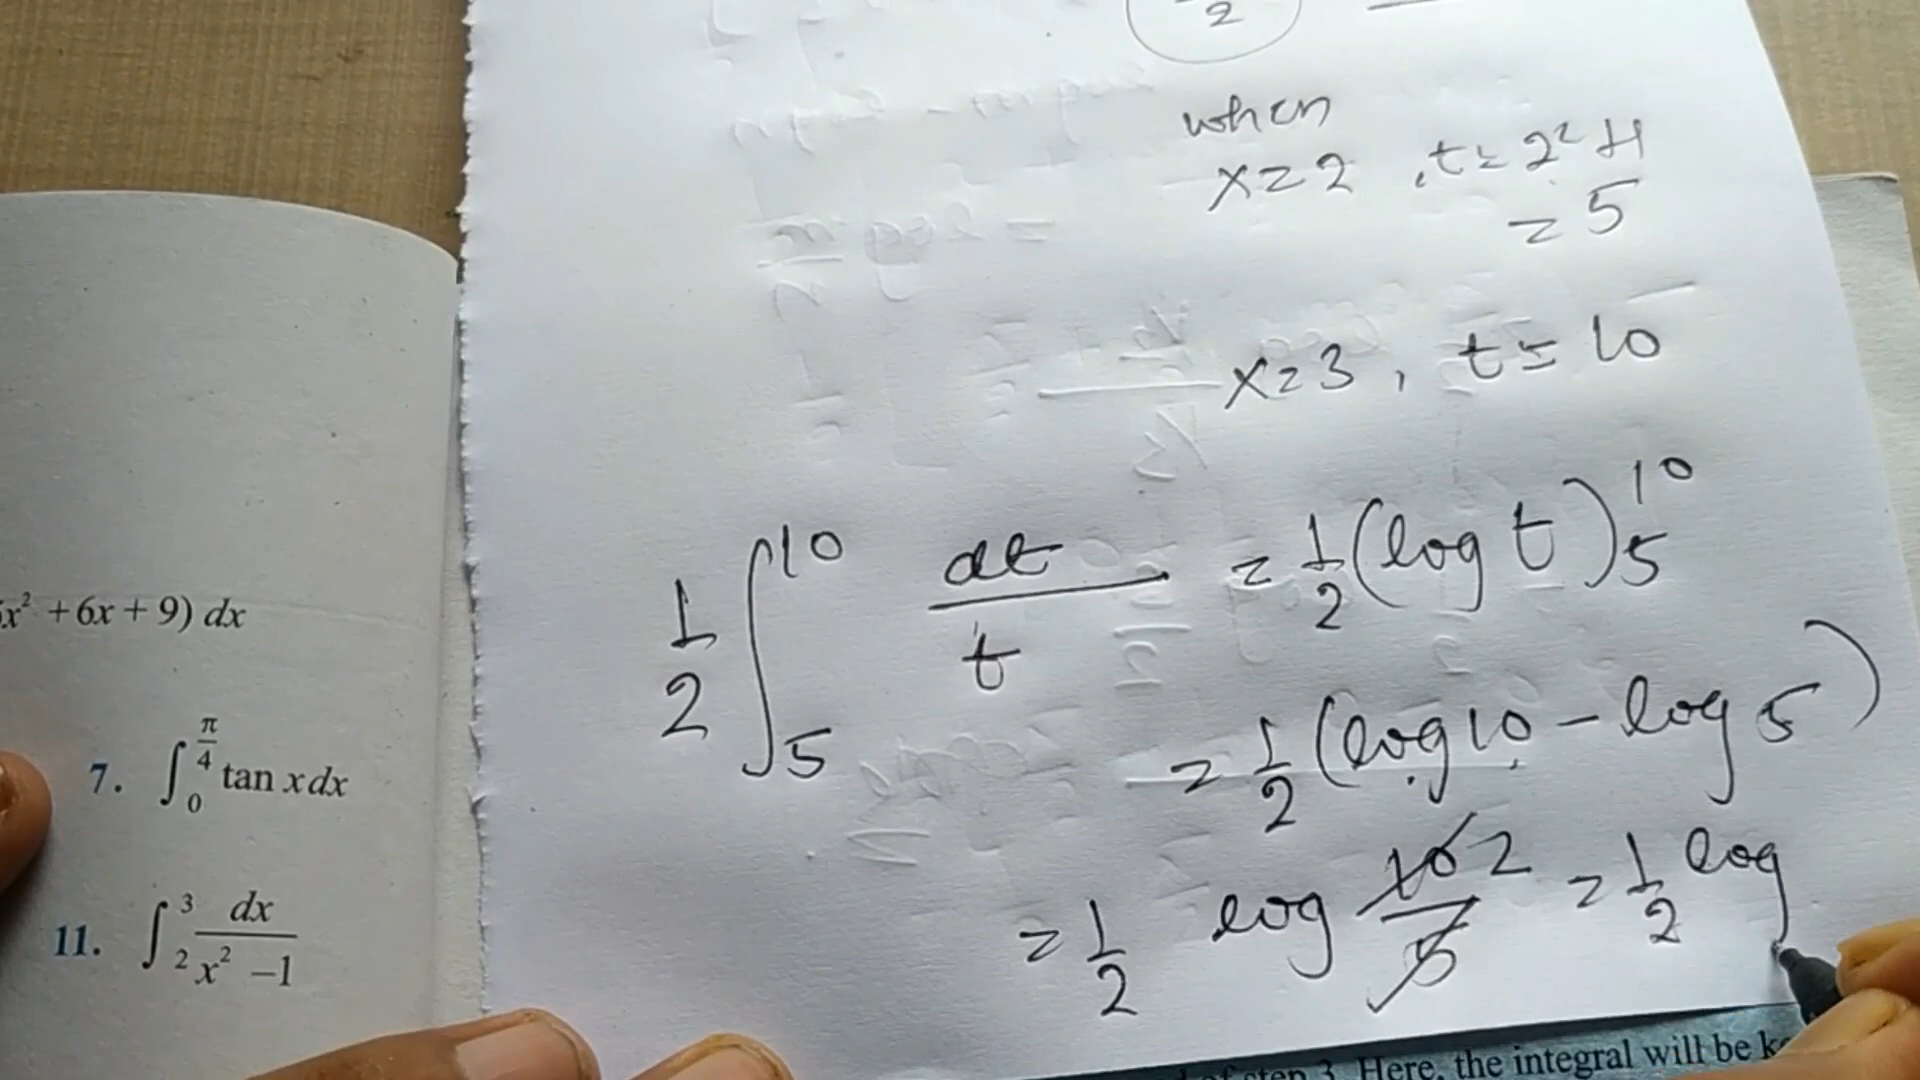 2
when
x = 2 , t = 2² + 1
= 5
x = 3 , t = 10
1/2 ∫₅¹⁰ dt/t = 1/2 (log t)₅¹⁰
= 1/2 (log 10 - log 5)
= 1/2 log 10/5 2 = 1/2 log
x² + 6x + 9) dx
7. ∫₀^(π/4) tan x dx
11. ∫₂³ dx/(x² – 1)
of step 3. Here, the integral will be